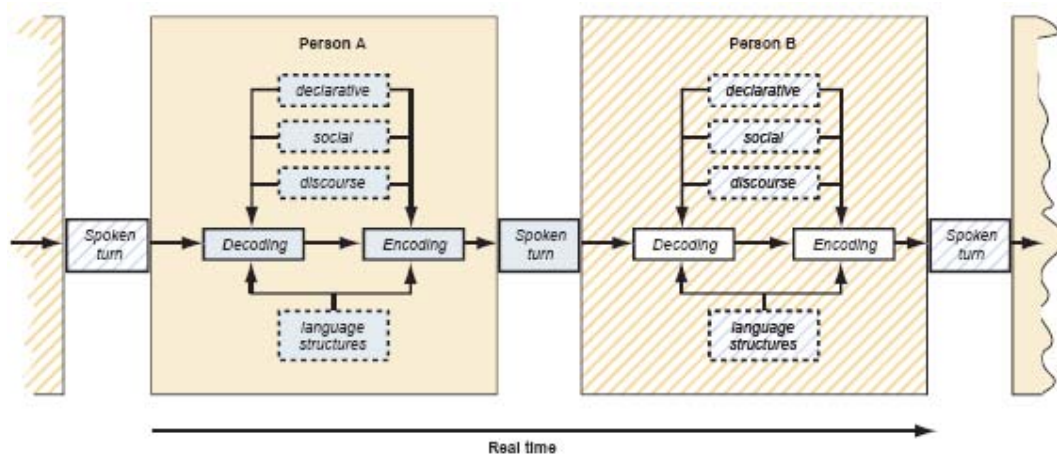 Person A
declarative
social
discourse
Spoken
turn
Decoding
Encoding
language
structures
Spoken
turn
Person B
declarative
social
discourse
Decoding
Encoding
language
structures
Spoken
turn
Real time